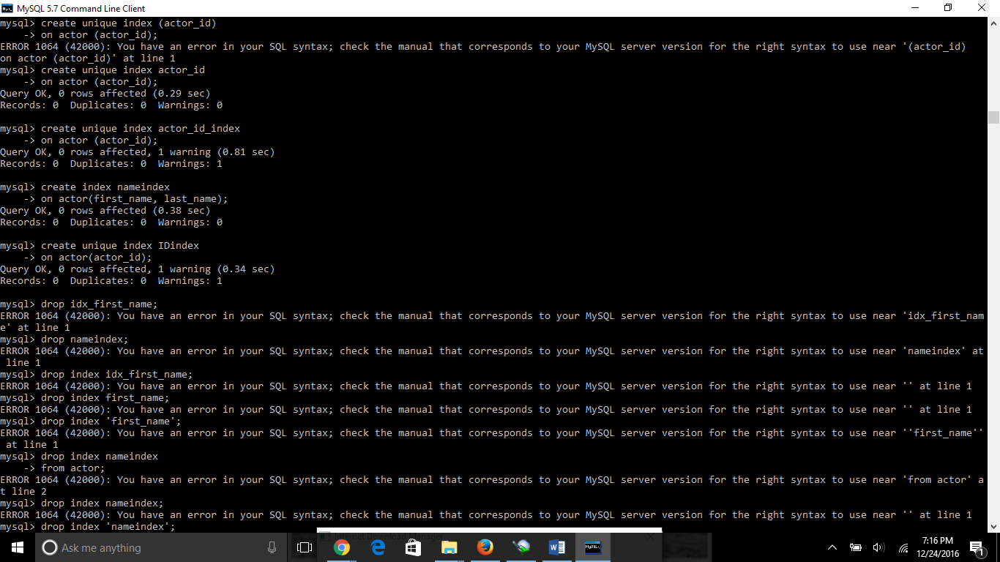 MySQL 5.7 Command Line Client
mysql> create unique index (actor_id)
    -> on actor (actor_id);
ERROR 1064 (42000): You have an error in your SQL syntax; check the manual that corresponds to your MySQL server version for the right syntax to use near '(actor_id)
on actor (actor_id)' at line 1
mysql> create unique index actor_id
    -> on actor (actor_id);
Query OK, 0 rows affected (0.29 sec)
Records: 0  Duplicates: 0  Warnings: 0
mysql> create unique index actor_id_index
    -> on actor (actor_id);
Query OK, 0 rows affected, 1 warning (0.81 sec)
Records: 0  Duplicates: 0  Warnings: 1
mysql> create index nameindex
    -> on actor(first_name, last_name);
Query OK, 0 rows affected (0.38 sec)
Records: 0  Duplicates: 0  Warnings: 0
mysql> create unique index IDindex
    -> on actor(actor_id);
Query OK, 0 rows affected, 1 warning (0.34 sec)
Records: 0  Duplicates: 0  Warnings: 1
mysql> drop idx_first_name;
ERROR 1064 (42000): You have an error in your SQL syntax; check the manual that corresponds to your MySQL server version for the right syntax to use near 'idx_first_nam
e' at line 1
mysql> drop nameindex;
ERROR 1064 (42000): You have an error in your SQL syntax; check the manual that corresponds to your MySQL server version for the right syntax to use near 'nameindex' at
 line 1
mysql> drop index idx_first_name;
ERROR 1064 (42000): You have an error in your SQL syntax; check the manual that corresponds to your MySQL server version for the right syntax to use near '' at line 1
mysql> drop index first_name;
ERROR 1064 (42000): You have an error in your SQL syntax; check the manual that corresponds to your MySQL server version for the right syntax to use near '' at line 1
mysql> drop index 'first_name';
ERROR 1064 (42000): You have an error in your SQL syntax; check the manual that corresponds to your MySQL server version for the right syntax to use near ''first_name''
 at line 1
mysql> drop index nameindex
    -> from actor;
ERROR 1064 (42000): You have an error in your SQL syntax; check the manual that corresponds to your MySQL server version for the right syntax to use near 'from actor' a
t line 2
mysql> drop index nameindex;
ERROR 1064 (42000): You have an error in your SQL syntax; check the manual that corresponds to your MySQL server version for the right syntax to use near '' at line 1
mysql> drop index 'nameindex';
Internet Download Manager
Ask me anything
7:16 PM
12/24/2016
1